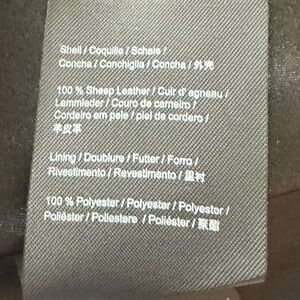 Shell / Coquille / Schale /
Concha / Conchiglia / Concha / 外壳
100 % Sheep Leather / Cuir d' agneau /
Lammleder / Couro de carneiro /
Cordeiro em pele / piel de cordero /
羊皮革
Lining / Doublure / Futter / Forro /
Rivestimento / Revestimento / 里衬
100 % Polyester / Polyester / Polyester /
Poliéster / Poliestere / Poliéster / 聚酯